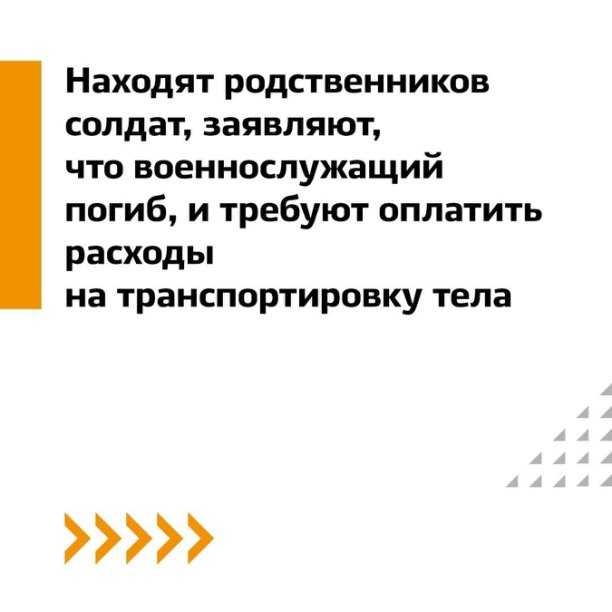 Находят родственников
солдат, заявляют,
что военнослужащий
погиб, и требуют оплатить
расходы
на транспортировку тела